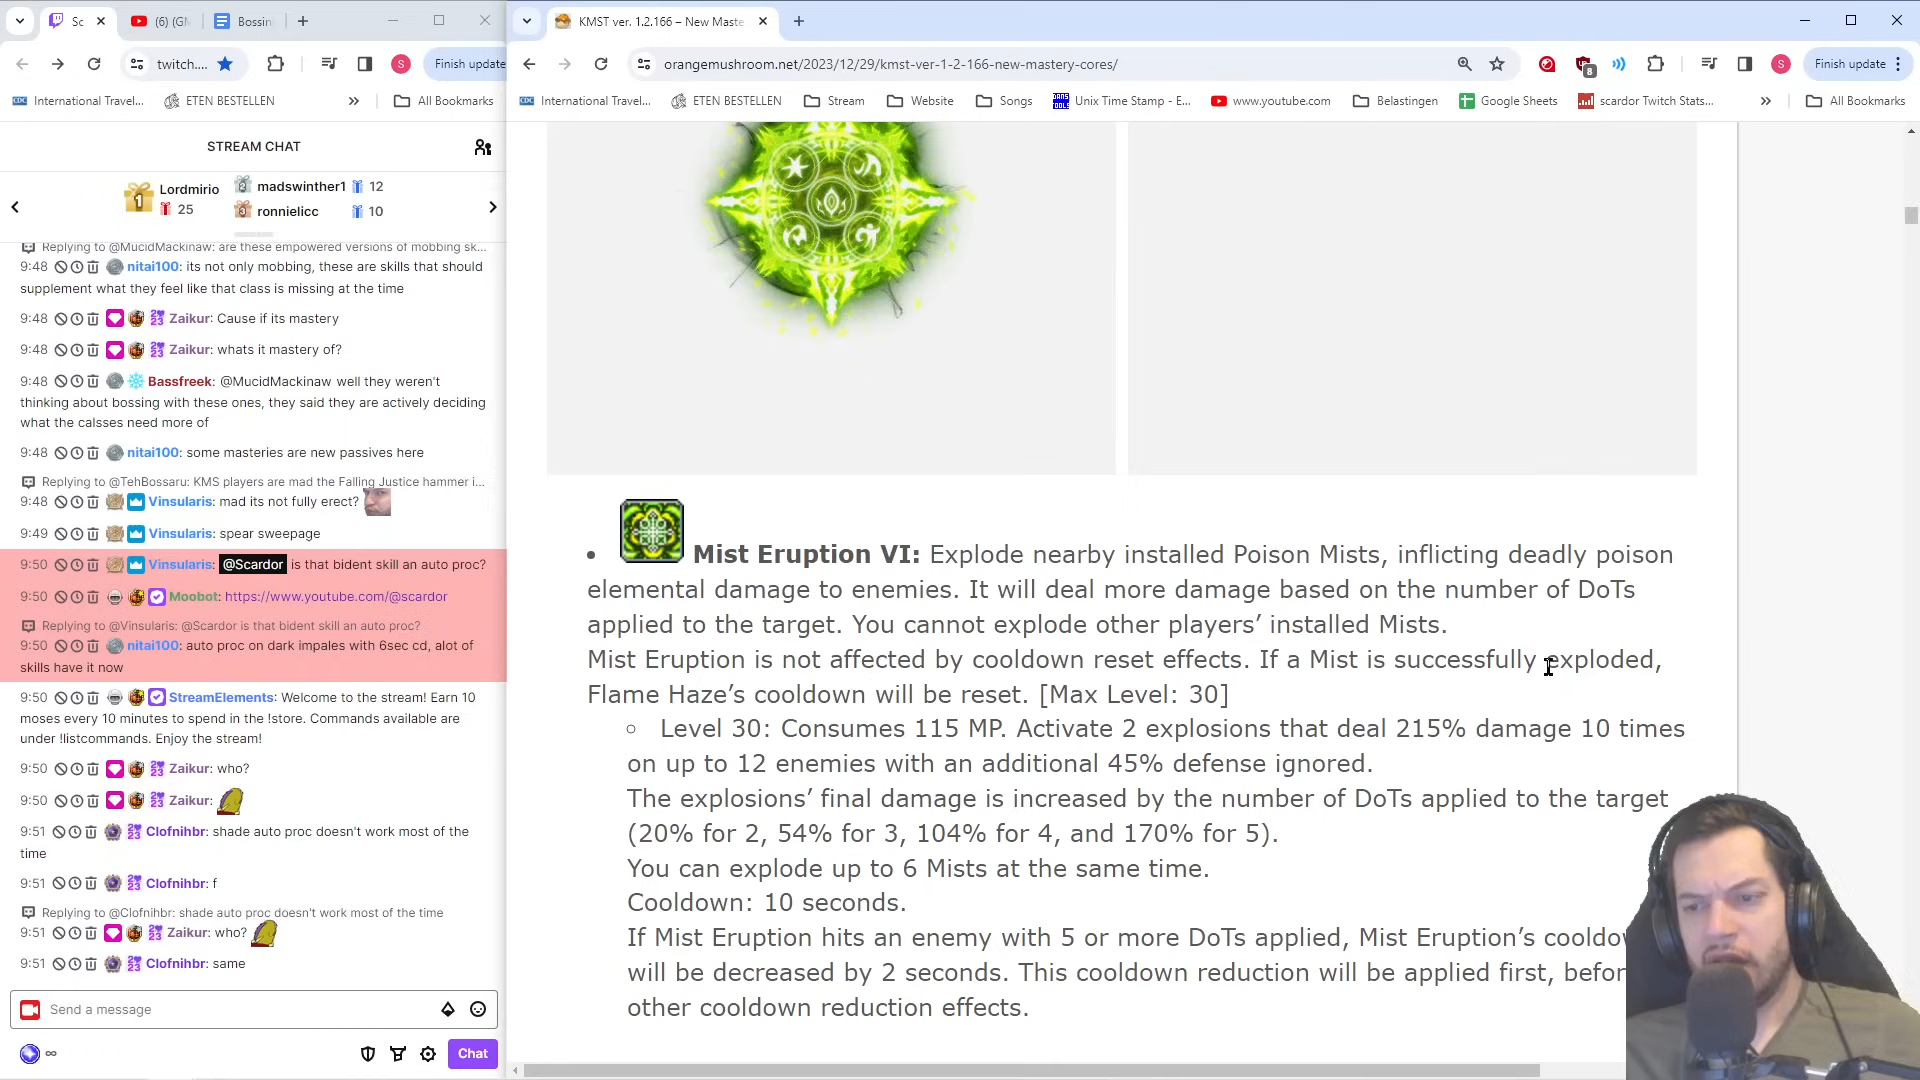 Sc
(6) (GM
Bossin
KMST ver. 1.2.166 – New Maste
twitch....
S
Finish update
orangemushroom.net/2023/12/29/kmst-ver-1-2-166-new-mastery-cores/
8
S
Finish update
International Travel...
ETEN BESTELLEN
All Bookmarks
International Travel...
ETEN BESTELLEN
Stream
Website
Songs
Unix Time Stamp - E...
www.youtube.com
Belastingen
Google Sheets
scardor Twitch Stats...
All Bookmarks
STREAM CHAT
1
Lordmirio
25
2 madswinther1 12
3 ronnielicc 10
Replying to @MucidMackinaw: are these empowered versions of mobbing sk...
9:48 nitai100: its not only mobbing, these are skills that should
supplement what they feel like that class is missing at the time
9:48 Zaikur: Cause if its mastery
9:48 Zaikur: whats it mastery of?
9:48 Bassfreek: @MucidMackinaw well they weren't
thinking about bossing with these ones, they said they are actively deciding
what the calsses need more of
9:48 nitai100: some masteries are new passives here
Replying to @TehBossaru: KMS players are mad the Falling Justice hammer i...
9:48 Vinsularis: mad its not fully erect?
9:49 Vinsularis: spear sweepage
9:50 Vinsularis: @Scardor is that bident skill an auto proc?
9:50 Moobot: https://www.youtube.com/@scardor
Replying to @Vinsularis: @Scardor is that bident skill an auto proc?
9:50 nitai100: auto proc on dark impales with 6sec cd, alot of
skills have it now
9:50 StreamElements: Welcome to the stream! Earn 10
moses every 10 minutes to spend in the !store. Commands available are
under !listcommands. Enjoy the stream!
9:50 Zaikur: who?
9:50 Zaikur:
9:51 Clofnihbr: shade auto proc doesn't work most of the
time
9:51 Clofnihbr: f
Replying to @Clofnihbr: shade auto proc doesn't work most of the time
9:51 Zaikur: who?
9:51 Clofnihbr: same
Send a message
∞
Chat
Mist Eruption VI: Explode nearby installed Poison Mists, inflicting deadly poison
elemental damage to enemies. It will deal more damage based on the number of DoTs
applied to the target. You cannot explode other players’ installed Mists.
Mist Eruption is not affected by cooldown reset effects. If a Mist is successfully exploded,
Flame Haze’s cooldown will be reset. [Max Level: 30]
Level 30: Consumes 115 MP. Activate 2 explosions that deal 215% damage 10 times
on up to 12 enemies with an additional 45% defense ignored.
The explosions’ final damage is increased by the number of DoTs applied to the target
(20% for 2, 54% for 3, 104% for 4, and 170% for 5).
You can explode up to 6 Mists at the same time.
Cooldown: 10 seconds.
If Mist Eruption hits an enemy with 5 or more DoTs applied, Mist Eruption’s cooldow
will be decreased by 2 seconds. This cooldown reduction will be applied first, befor
other cooldown reduction effects.